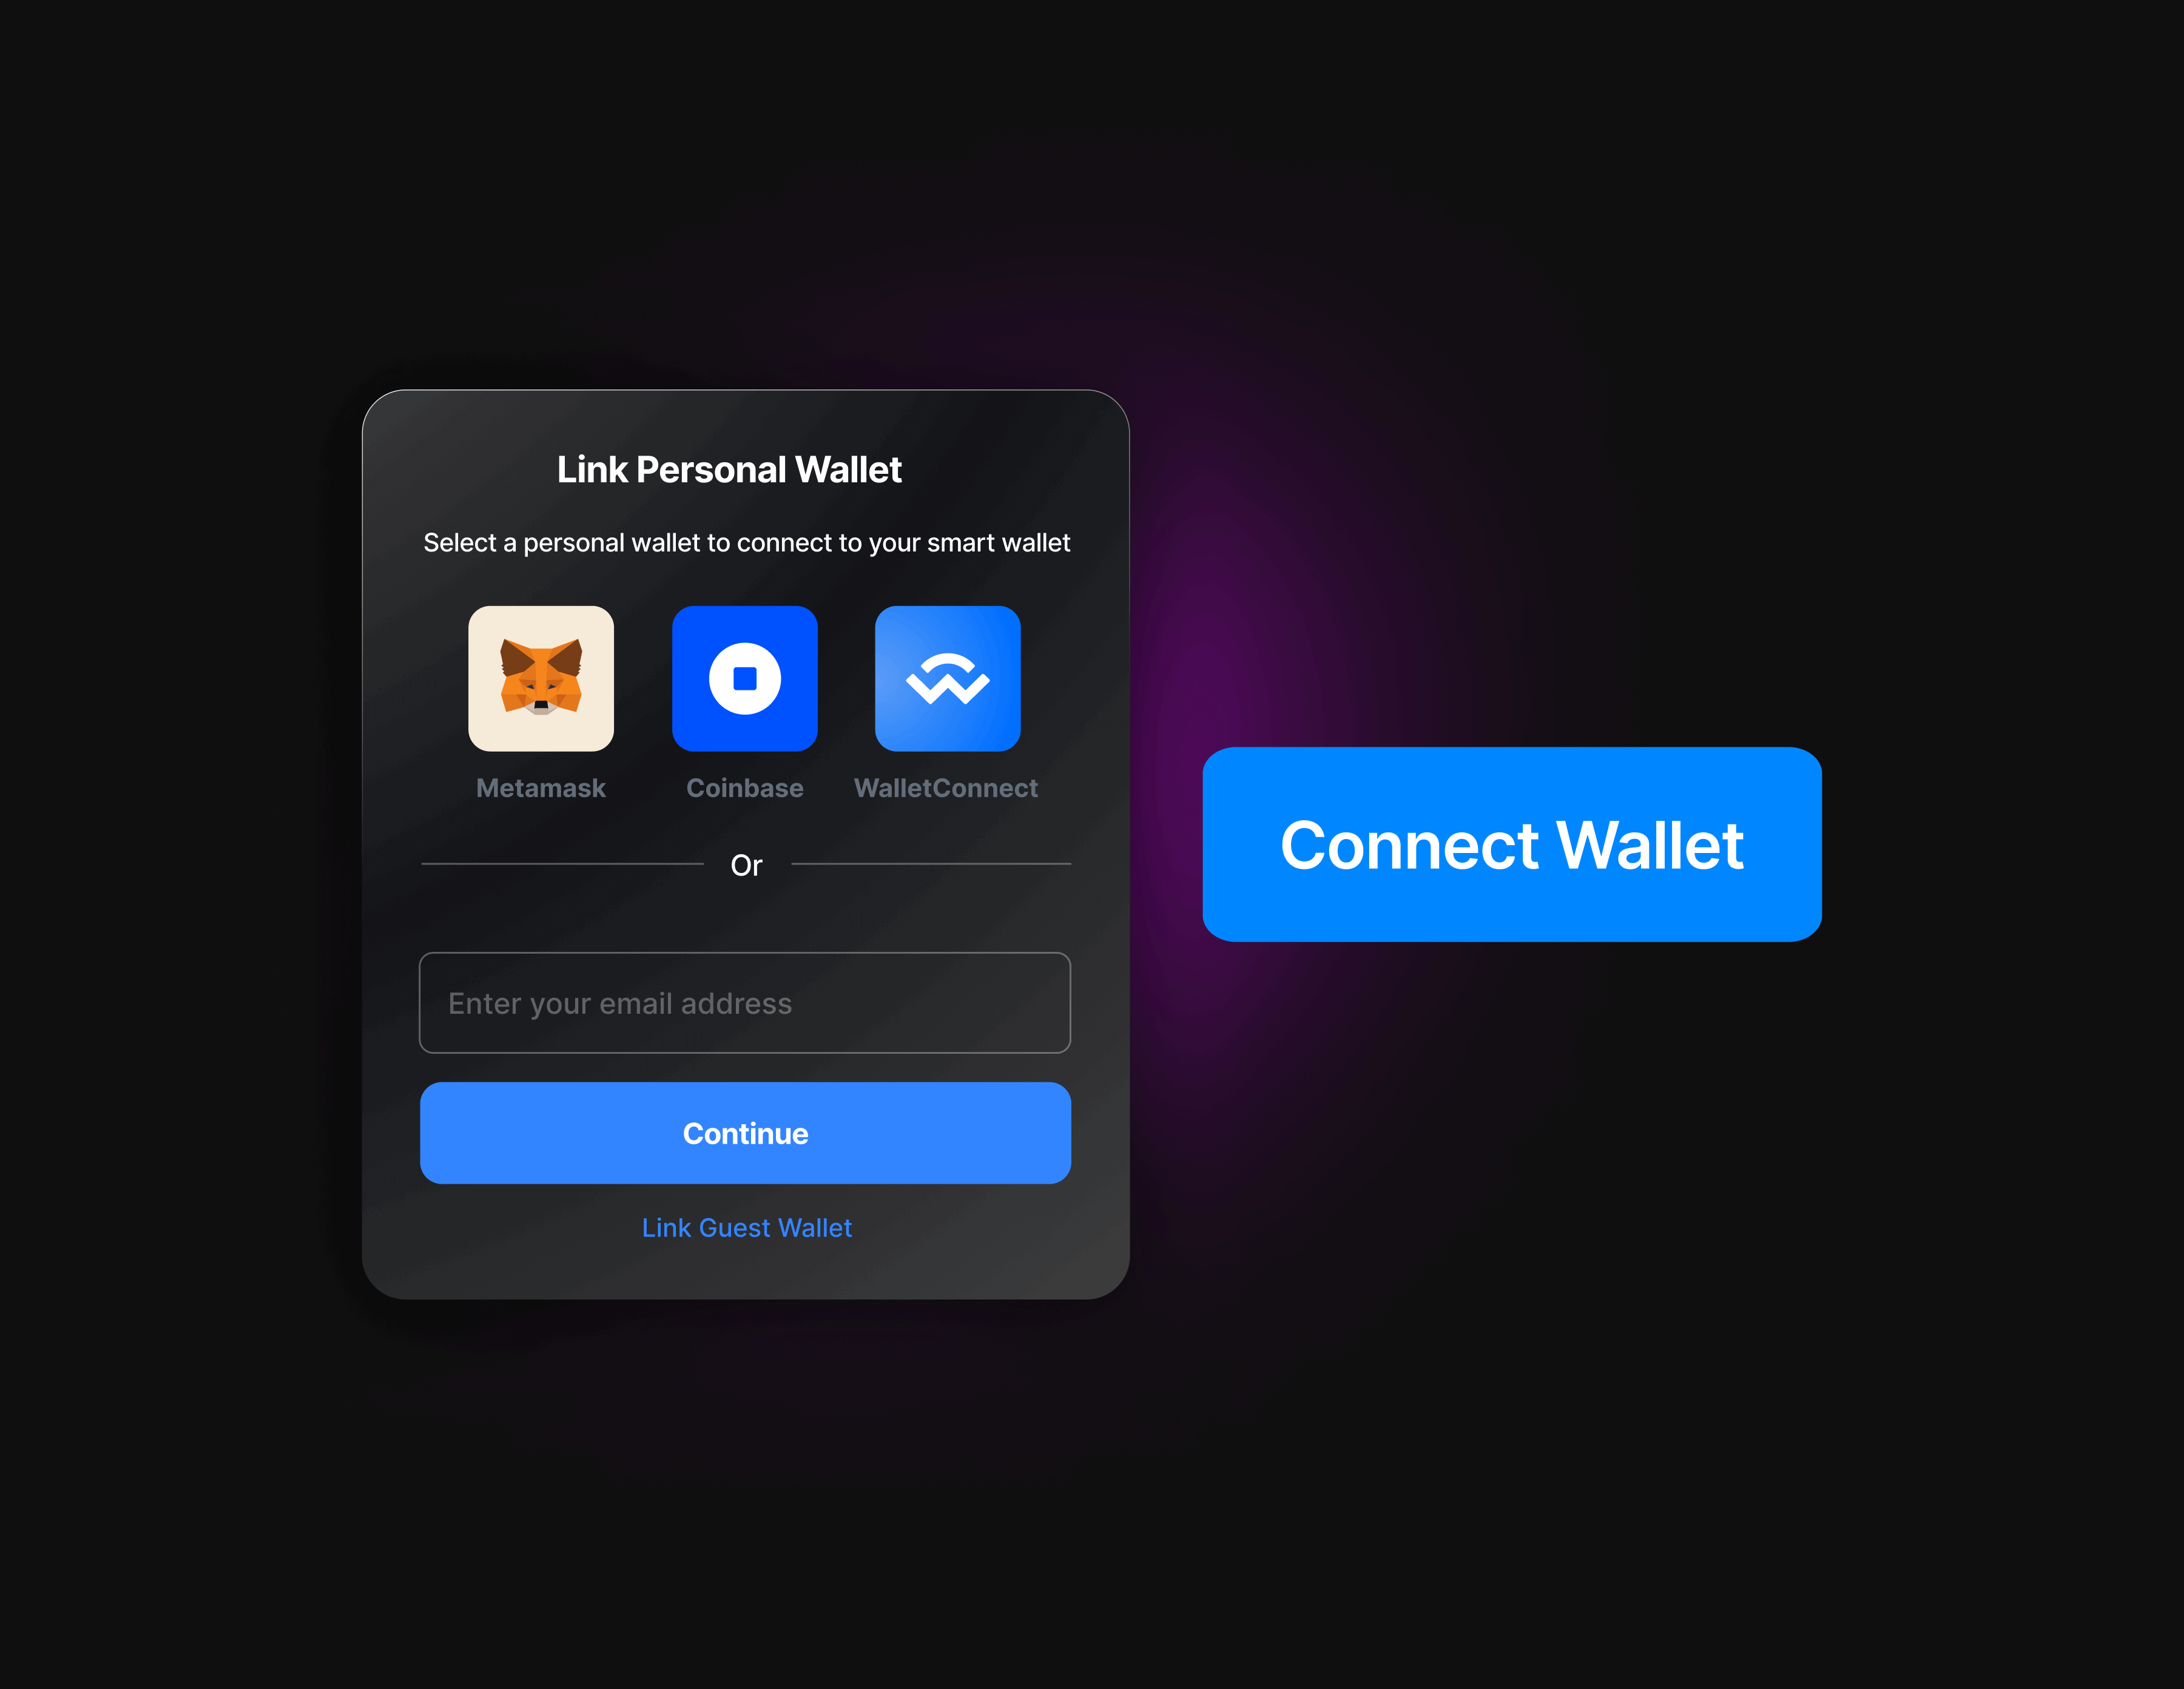 Link Personal Wallet
Select a personal wallet to connect to your smart wallet
Metamask
Coinbase
WalletConnect
Or
Enter your email address
Continue
Link Guest Wallet
Connect Wallet